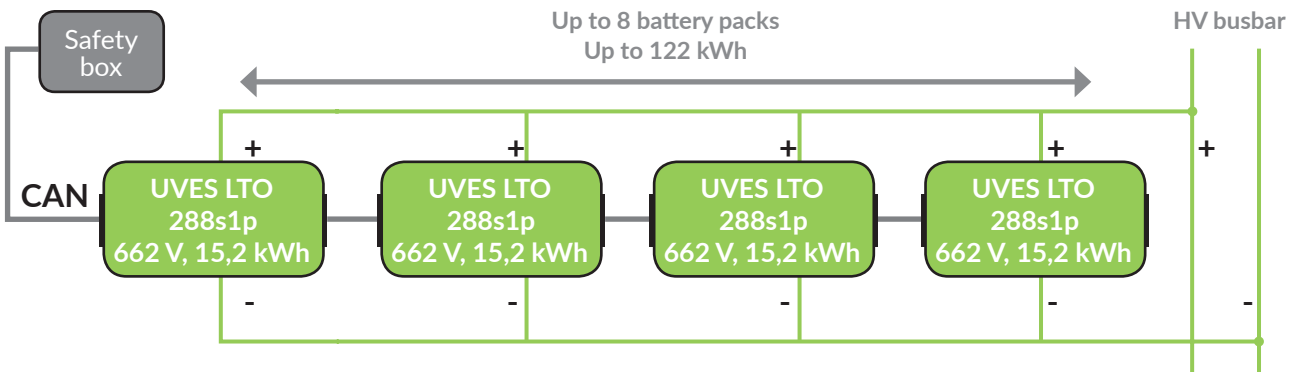 Safety
box
Up to 8 battery packs
Up to 122 kWh
HV busbar
+
+
+
+
+
CAN
UVES LTO
288s1p
662 V, 15,2 kWh
UVES LTO
288s1p
662 V, 15,2 kWh
UVES LTO
288s1p
662 V, 15,2 kWh
UVES LTO
288s1p
662 V, 15,2 kWh
-
-
-
-
-